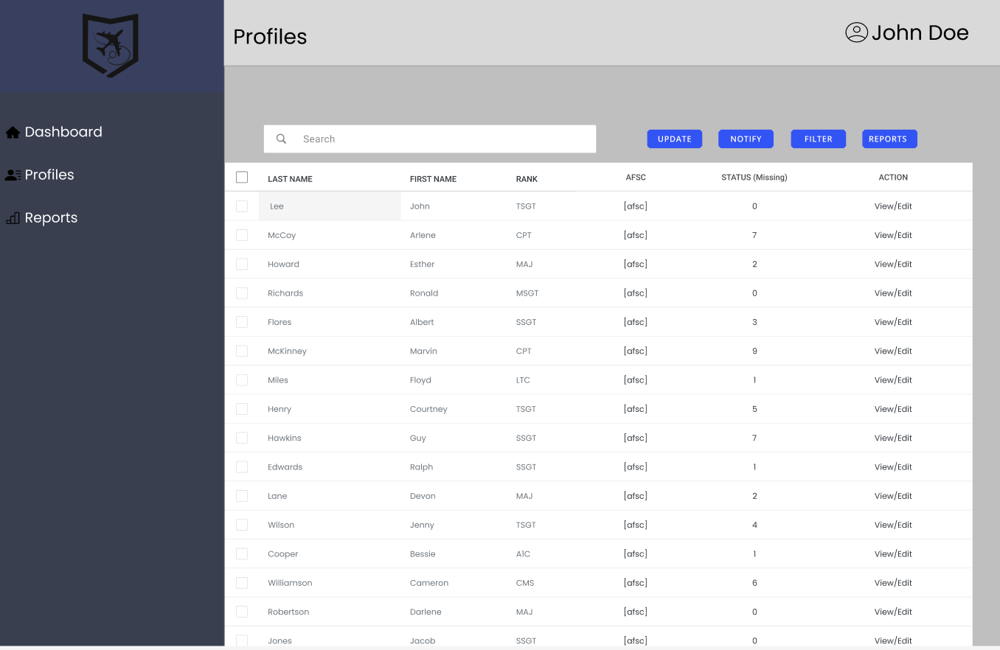 Profiles
John Doe
Dashboard
Profiles
Reports
Search
UPDATE NOTIFY FILTER REPORTS
LAST NAME FIRST NAME RANK AFSC STATUS (Missing) ACTION
Lee John TSGT [afsc] 0 View/Edit
McCoy Arlene CPT [afsc] 7 View/Edit
Howard Esther MAJ [afsc] 2 View/Edit
Richards Ronald MSGT [afsc] 0 View/Edit
Flores Albert SSGT [afsc] 3 View/Edit
McKinney Marvin CPT [afsc] 9 View/Edit
Miles Floyd LTC [afsc] 1 View/Edit
Henry Courtney TSGT [afsc] 5 View/Edit
Hawkins Guy SSGT [afsc] 7 View/Edit
Edwards Ralph SSGT [afsc] 1 View/Edit
Lane Devon MAJ [afsc] 2 View/Edit
Wilson Jenny TSGT [afsc] 4 View/Edit
Cooper Bessie A1C [afsc] 1 View/Edit
Williamson Cameron CMS [afsc] 6 View/Edit
Robertson Darlene MAJ [afsc] 0 View/Edit
Jones Jacob SSGT [afsc] 0 View/Edit